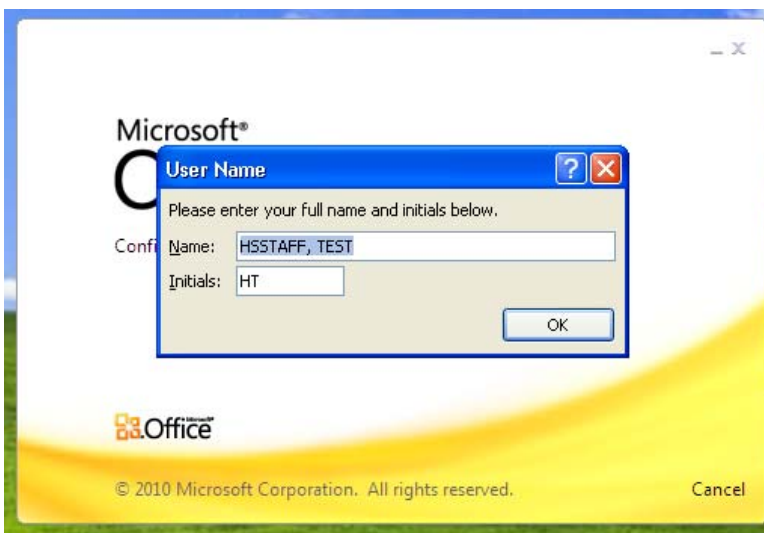 Microsoft®
User Name
Please enter your full name and initials below.
Confi
Name: HSSTAFF, TEST
Initials: HT
OK
Office
© 2010 Microsoft Corporation. All rights reserved.
Cancel